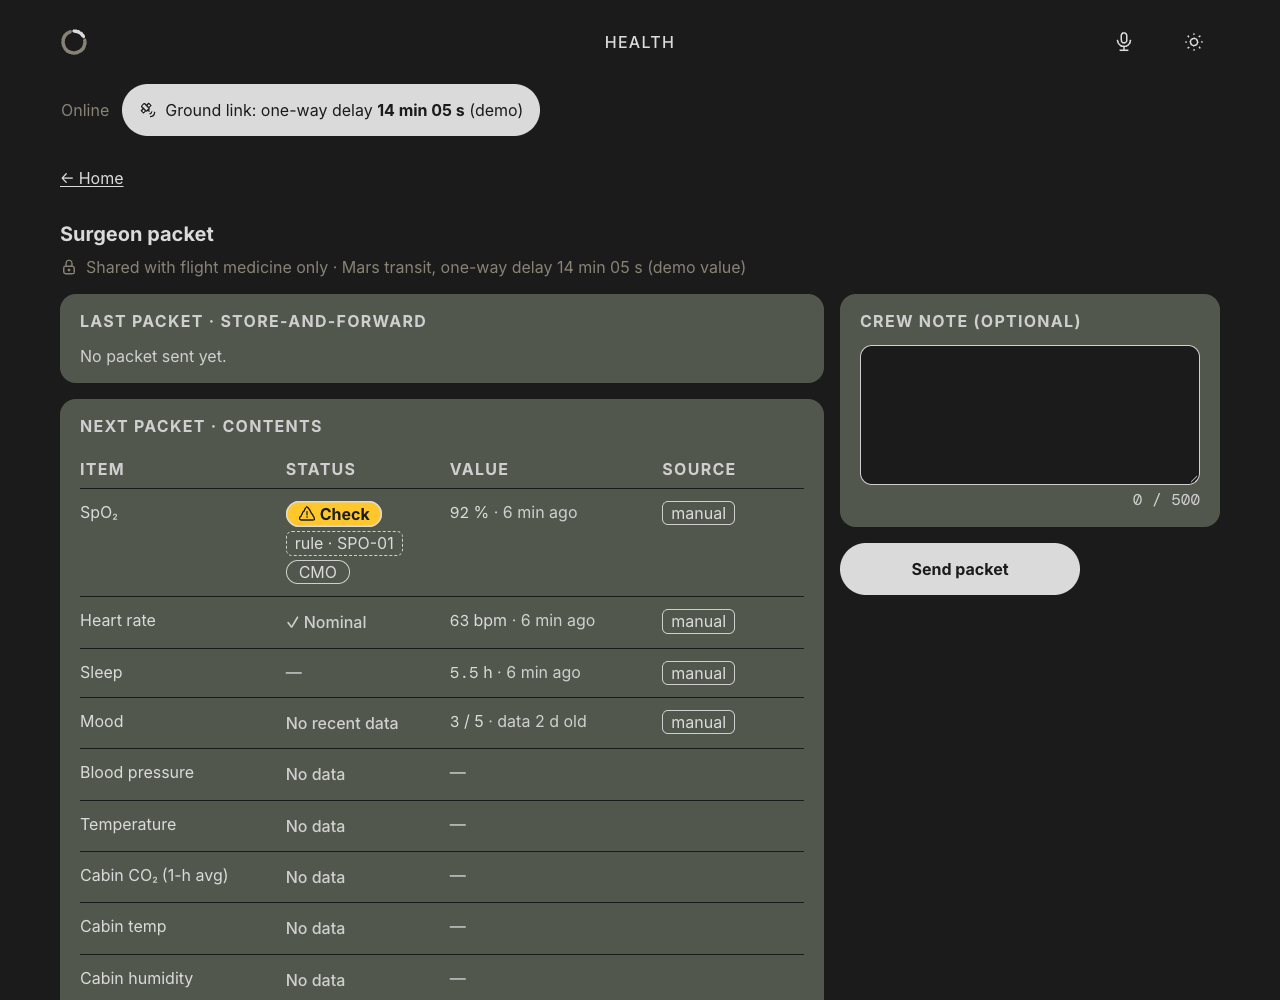 HEALTH
Online
Ground link: one-way delay 14 min 05 s (demo)
← Home
Surgeon packet
Shared with flight medicine only · Mars transit, one-way delay 14 min 05 s (demo value)
LAST PACKET · STORE-AND-FORWARD
No packet sent yet.
CREW NOTE (OPTIONAL)
0 / 500
Send packet
NEXT PACKET · CONTENTS
ITEM STATUS VALUE SOURCE
SpO₂ Check 92 % · 6 min ago manual
rule · SPO-01
CMO
Heart rate ✓ Nominal 63 bpm · 6 min ago manual
Sleep — 5.5 h · 6 min ago manual
Mood No recent data 3 / 5 · data 2 d old manual
Blood pressure No data —
Temperature No data —
Cabin CO₂ (1-h avg) No data —
Cabin temp No data —
Cabin humidity No data —